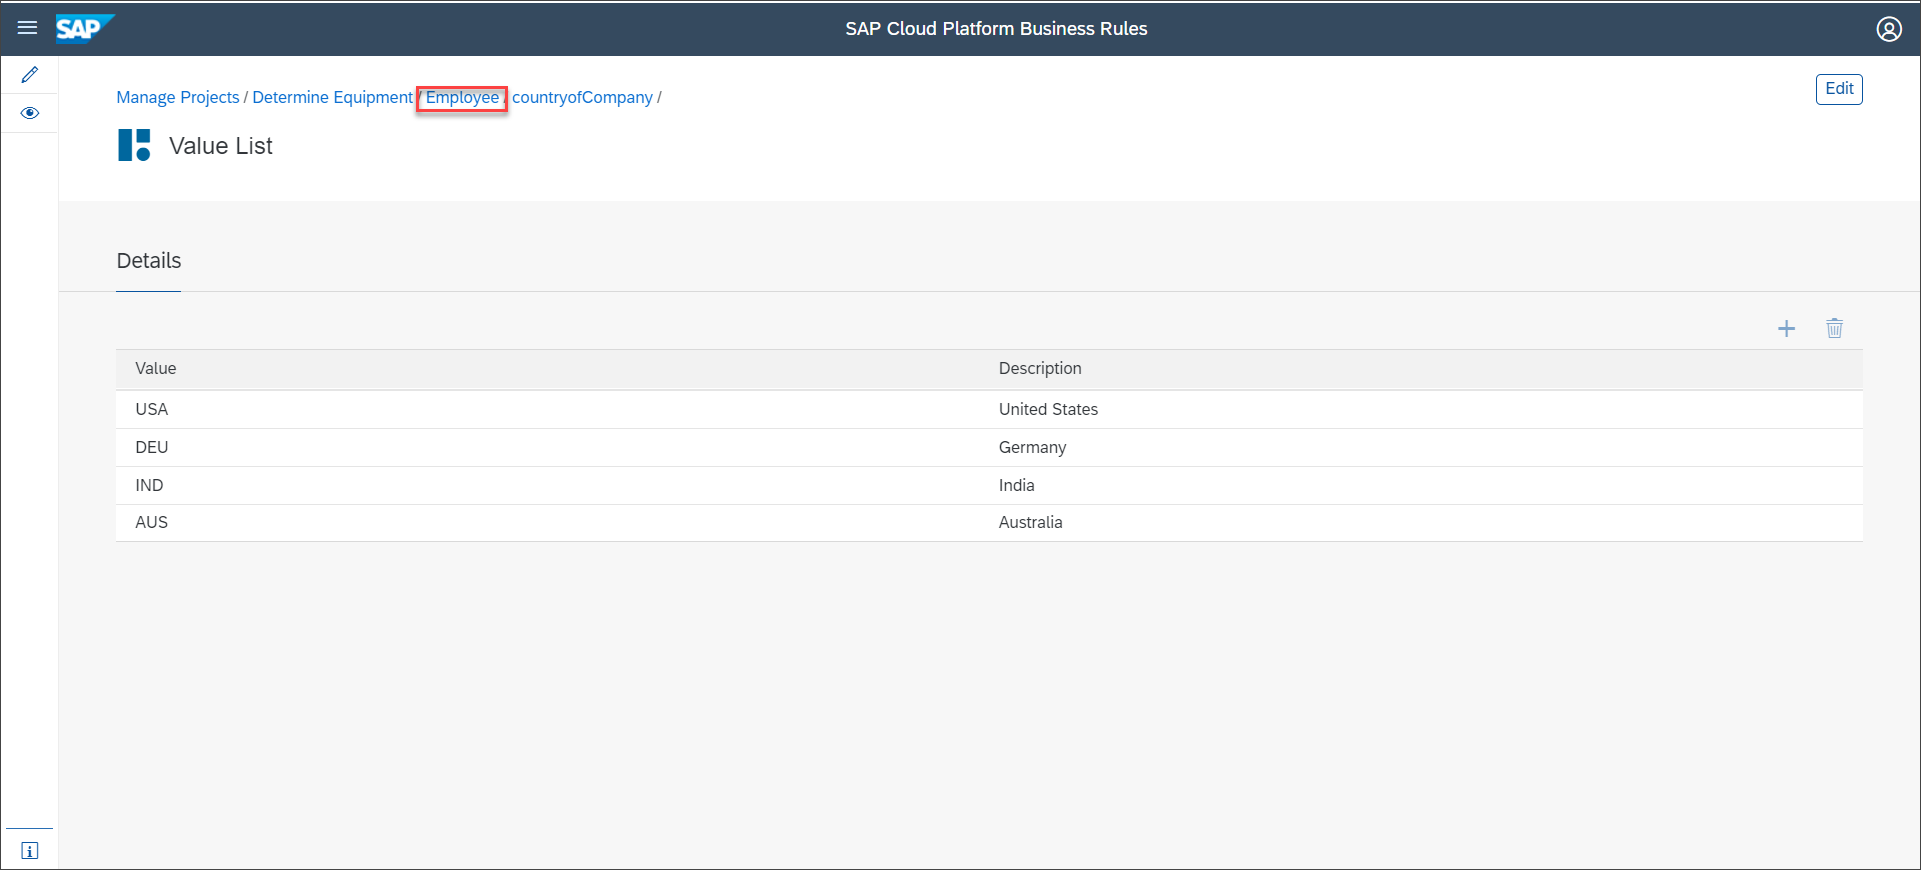 SAP
SAP Cloud Platform Business Rules
Manage Projects / Determine Equipment / Employee / countryofCompany /
Edit
Value List
Details
Value Description
USA United States
DEU Germany
IND India
AUS Australia